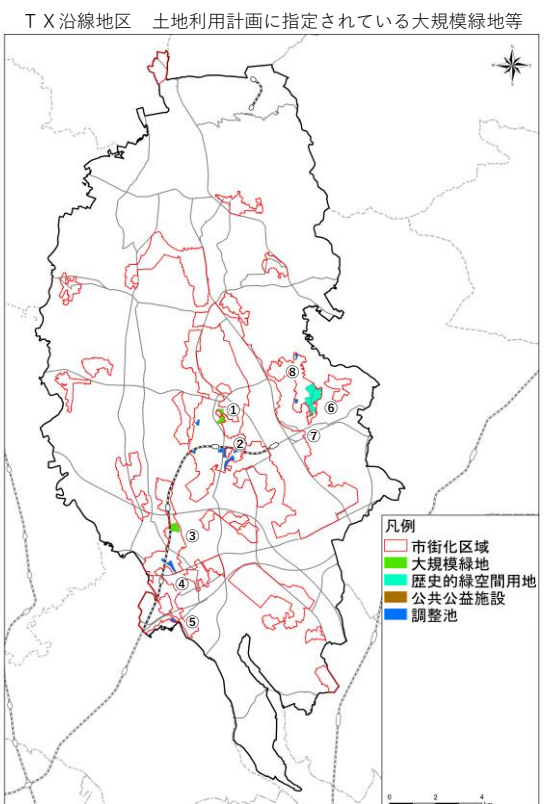 ＴＸ沿線地区　土地利用計画に指定されている大規模緑地等
⑧
⑥
①
⑦
②
③
④
⑤
凡例
市街化区域
大規模緑地
歴史的緑空間用地
公共公益施設
調整池
0 2 4